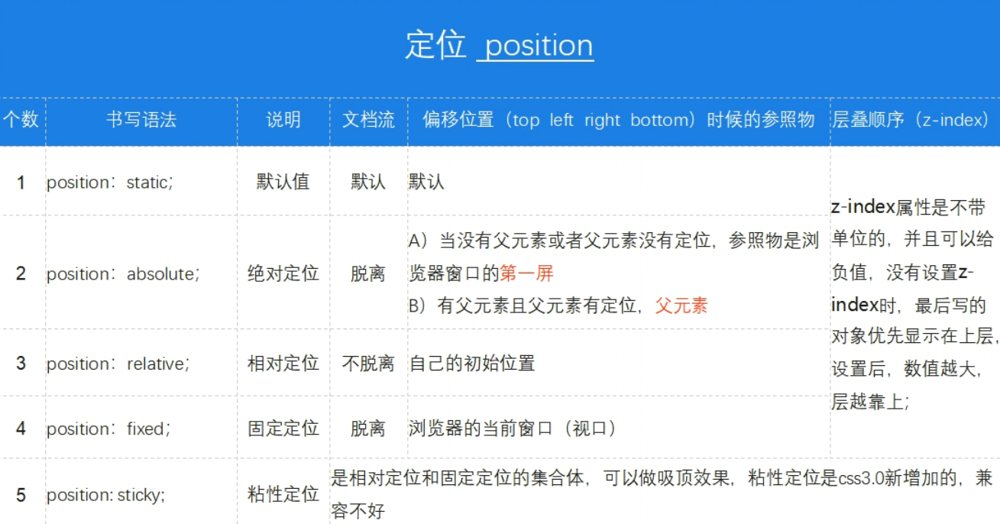 定位 position
个数 书写语法 说明 文档流 偏移位置（top left right bottom）时候的参照物 层叠顺序（z-index）
1 position：static; 默认值 默认 默认
2 position：absolute; 绝对定位 脱离
A）当没有父元素或者父元素没有定位，参照物是浏
览器窗口的第一屏
B）有父元素且父元素有定位，父元素
3 position：relative; 相对定位 不脱离 自己的初始位置
4 position：fixed; 固定定位 脱离 浏览器的当前窗口（视口）
z-index属性是不带
单位的，并且可以给
负值，没有设置z-
index时，最后写的
对象优先显示在上层,
设置后，数值越大，
层越靠上;
5 position: sticky; 粘性定位
是相对定位和固定定位的集合体，可以做吸顶效果，粘性定位是css3.0新增加的，兼
容不好